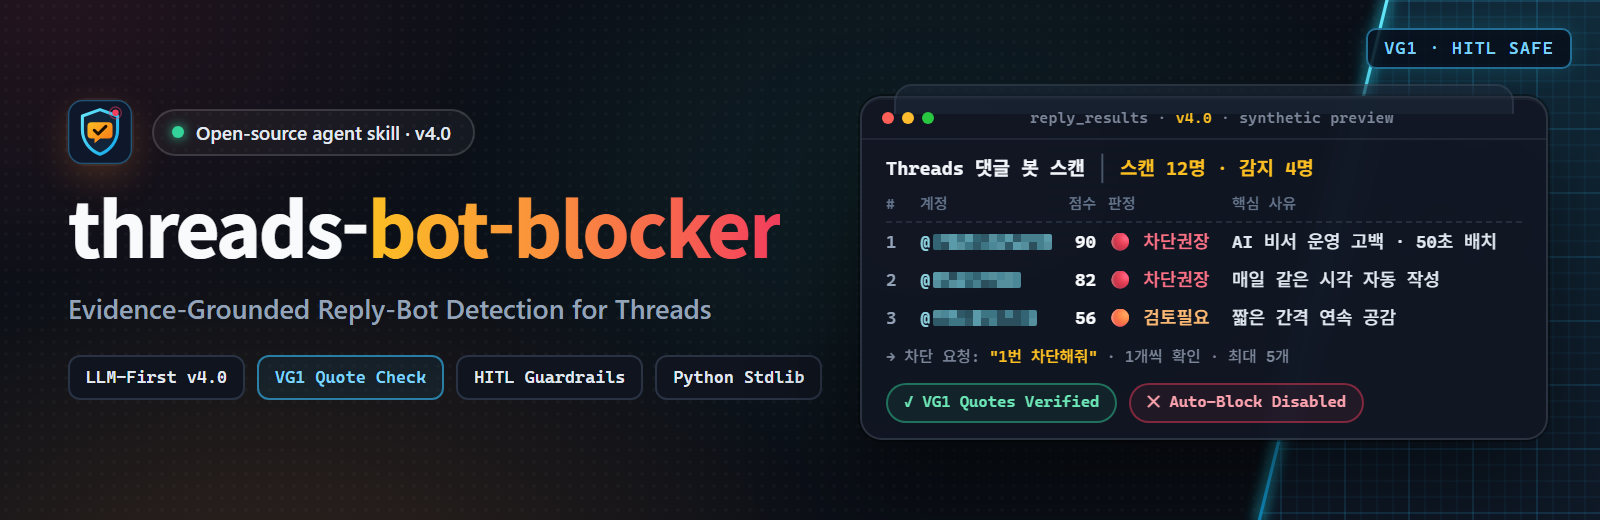 VG1 · HITL SAFE
Open-source agent skill · v4.0
threads-bot-blocker
Evidence-Grounded Reply-Bot Detection for Threads
LLM-First v4.0
VG1 Quote Check
HITL Guardrails
Python Stdlib
reply_results · v4.0 · synthetic preview
Threads 댓글 봇 스캔 | 스캔 12명 · 감지 4명
# 계정 점수 판정 핵심 사유
1 @ 90 차단권장 AI 비서 운영 고백 · 50초 배치
2 @ 82 차단권장 매일 같은 시각 자동 작성
3 @ 56 검토필요 짧은 간격 연속 공감
→ 차단 요청: "1번 차단해줘" · 1개씩 확인 · 최대 5개
✓ VG1 Quotes Verified
✕ Auto-Block Disabled